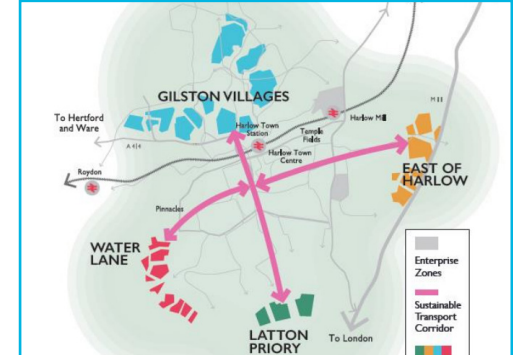 GILSTON VILLAGES
To Hertford
and Ware
A414
Harlow Town
Station
Temple
Fields
Harlow Mill
M11
Harlow Town
Centre
Roydon
EAST OF
HARLOW
Pinnacles
WATER
LANE
LATTON
PRIORY
To London
Enterprise
Zones
Sustainable
Transport
Corridor